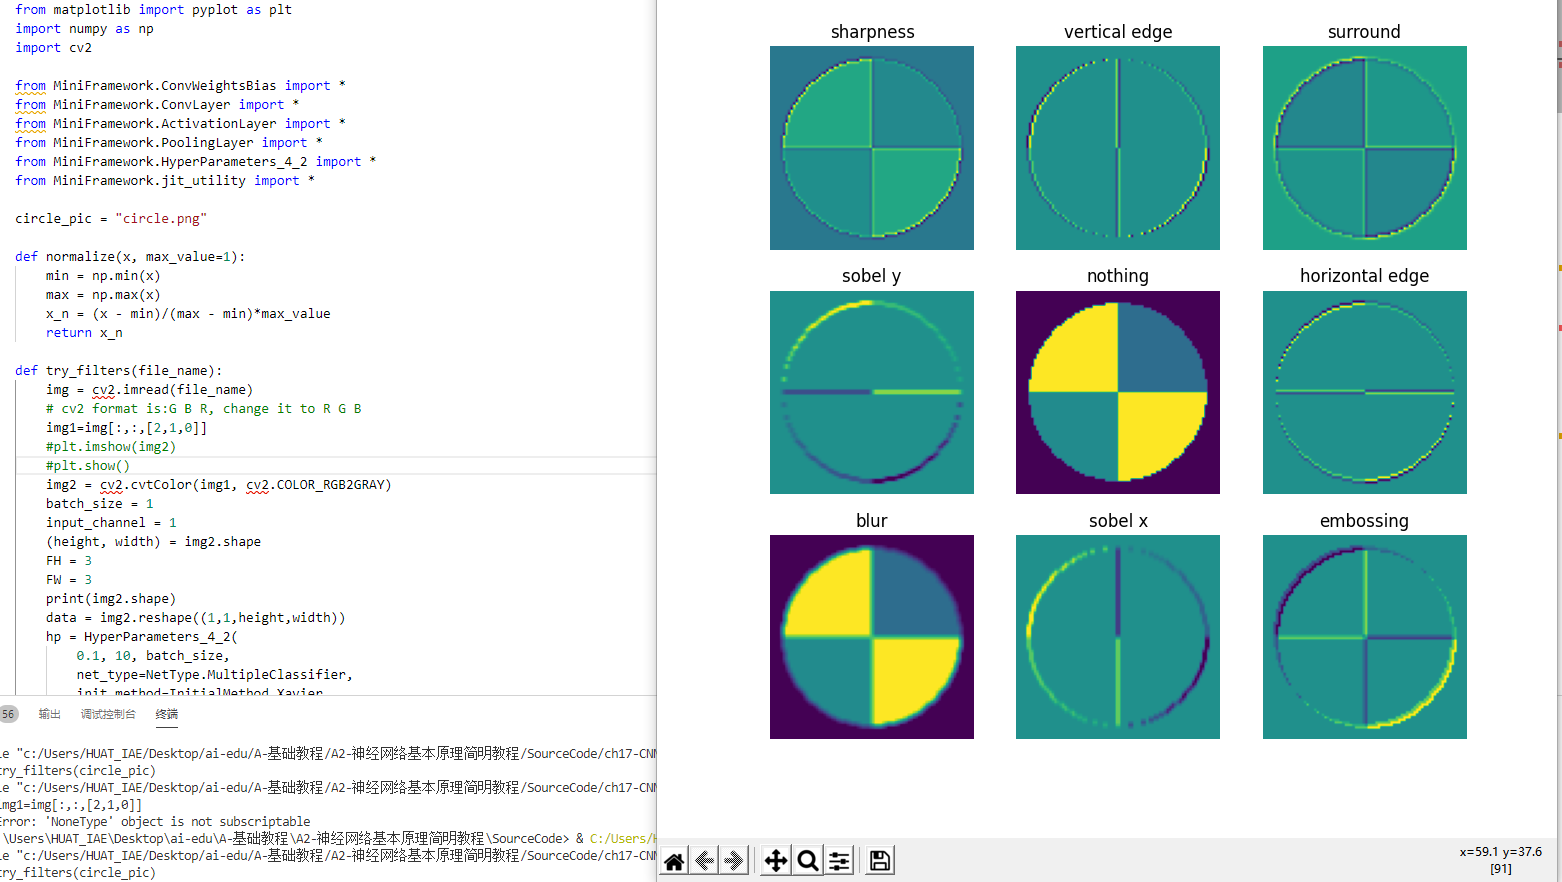 from matplotlib import pyplot as plt
import numpy as np
import cv2
from MiniFramework.ConvWeightsBias import *
from MiniFramework.ConvLayer import *
from MiniFramework.ActivationLayer import *
from MiniFramework.PoolingLayer import *
from MiniFramework.HyperParameters_4_2 import *
from MiniFramework.jit_utility import *
circle_pic = "circle.png"
def normalize(x, max_value=1):
min = np.min(x)
max = np.max(x)
x_n = (x - min)/(max - min)*max_value
return x_n
def try_filters(file_name):
img = cv2.imread(file_name)
# cv2 format is:G B R, change it to R G B
img1=img[:,:,[2,1,0]]
#plt.imshow(img2)
#plt.show()
img2 = cv2.cvtColor(img1, cv2.COLOR_RGB2GRAY)
batch_size = 1
input_channel = 1
(height, width) = img2.shape
FH = 3
FW = 3
print(img2.shape)
data = img2.reshape((1,1,height,width))
hp = HyperParameters_4_2(
0.1, 10, batch_size,
net_type=NetType.MultipleClassifier,
init_method=InitialMethod.Xavier
56 输出 调试控制台 终端
le "c:/Users/HUAT_IAE/Desktop/ai-edu/A-基础教程/A2-神经网络基本原理简明教程/SourceCode/ch17-CNN
try_filters(circle_pic)
le "c:/Users/HUAT_IAE/Desktop/ai-edu/A-基础教程/A2-神经网络基本原理简明教程/SourceCode/ch17-CNN
img1=img[:,:,[2,1,0]]
Error: 'NoneType' object is not subscriptable
\Users\HUAT_IAE\Desktop\ai-edu\A-基础教程\A2-神经网络基本原理简明教程\SourceCode> & C:/Users/H
le "c:/Users/HUAT_IAE/Desktop/ai-edu/A-基础教程/A2-神经网络基本原理简明教程/SourceCode/ch17-CNN
try_filters(circle_pic)
sharpness
vertical edge
surround
sobel y
nothing
horizontal edge
blur
sobel x
embossing
x=59.1 y=37.6
[91]